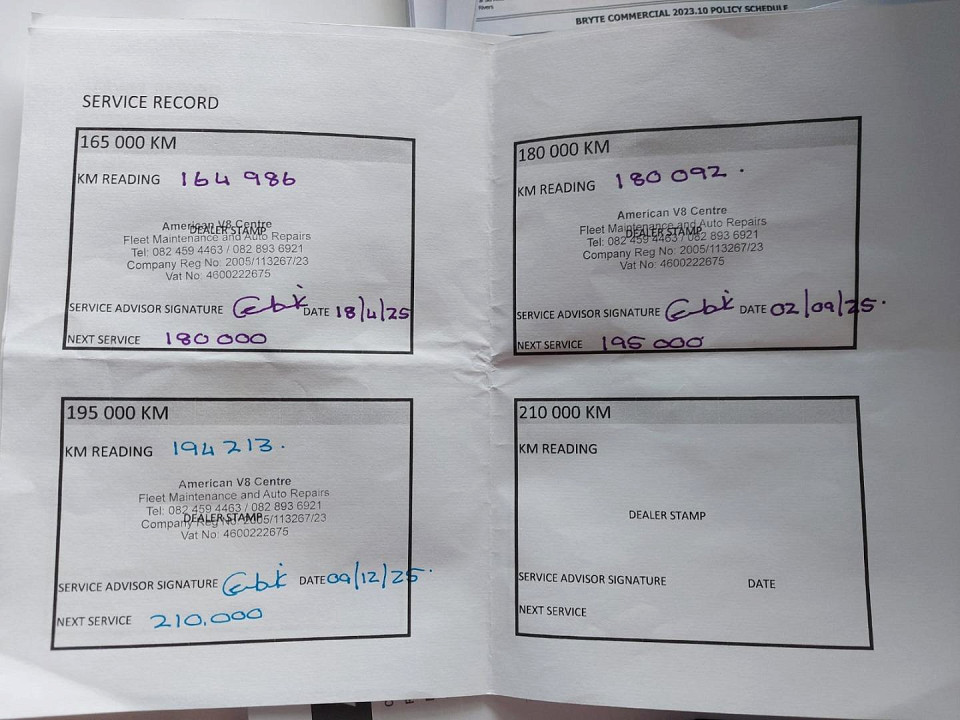 Rivers
BRYTE COMMERCIAL 2023.10 POLICY SCHEDULE
SERVICE RECORD
165 000 KM
KM READING 164 986
American V8 Centre
DEALER STAMP
Fleet Maintenance and Auto Repairs
Tel: 082 459 4463 / 082 893 6921
Company Reg No: 2005/113267/23
Vat No: 4600222675
SERVICE ADVISOR SIGNATURE DATE 18/4/25
NEXT SERVICE 180 000
180 000 KM
KM READING 180 092.
American V8 Centre
Fleet Maintenance and Auto Repairs
DEALER STAMP
Tel: 082 459 4463 / 082 893 6921
Company Reg No: 2005/113267/23
Vat No: 4600222675
SERVICE ADVISOR SIGNATURE DATE 02/09/25.
NEXT SERVICE 195 000
195 000 KM
KM READING 194 213.
American V8 Centre
Fleet Maintenance and Auto Repairs
Tel: 082 459 4463 / 082 893 6921
DEALER STAMP
Company Reg No: 2005/113267/23
Vat No: 4600222675
SERVICE ADVISOR SIGNATURE DATE 09/12/25.
NEXT SERVICE 210.000
210 000 KM
KM READING
DEALER STAMP
SERVICE ADVISOR SIGNATURE DATE
NEXT SERVICE